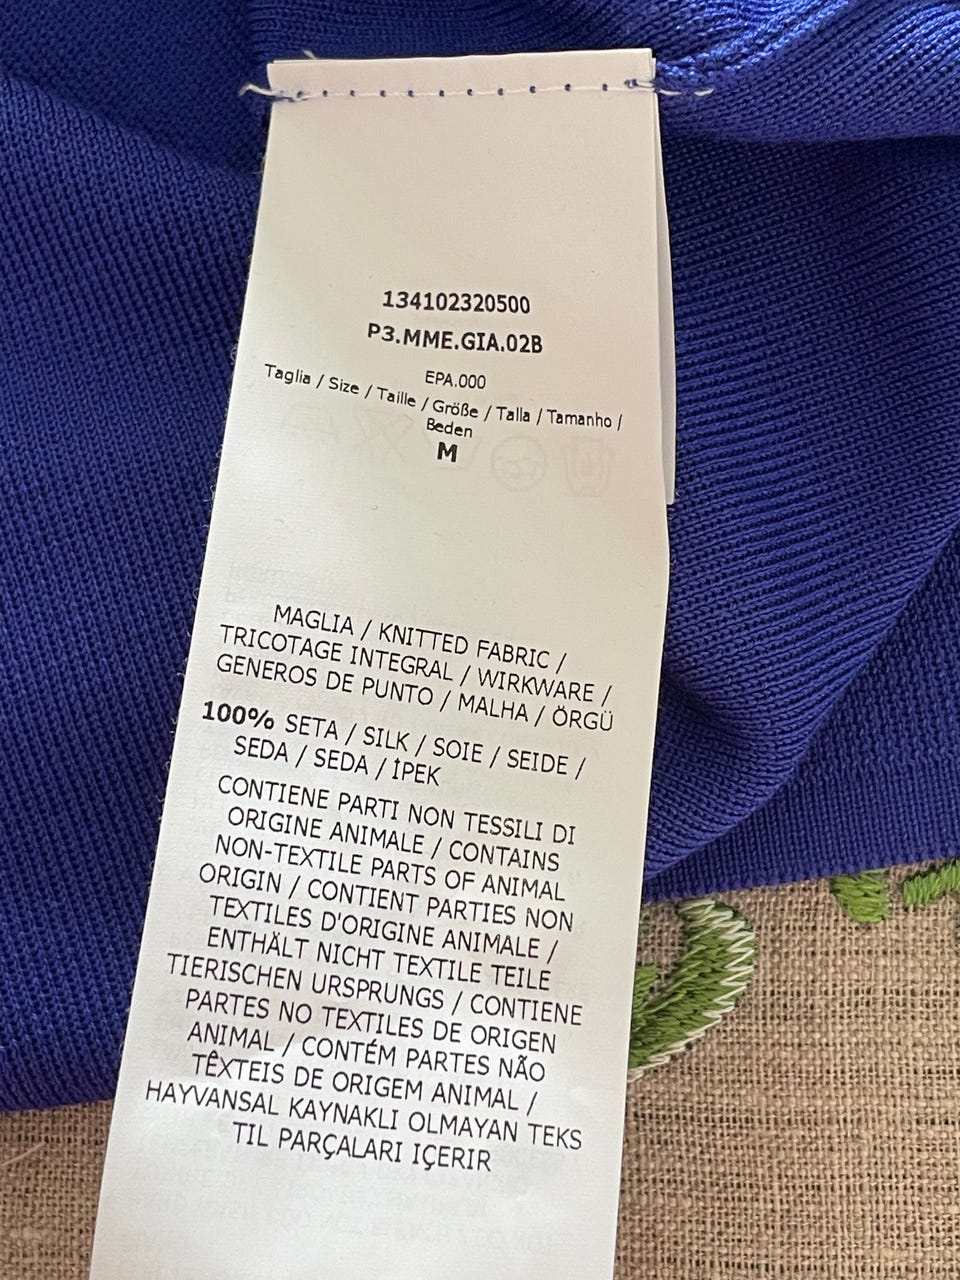 134102320500
P3.MME.GIA.02B
EPA.000
Taglia / Size / Taille / Größe / Talla / Tamanho /
Beden
M
MAGLIA / KNITTED FABRIC /
TRICOTAGE INTEGRAL / WIRKWARE /
GENEROS DE PUNTO / MALHA / ÖRGÜ
100% SETA / SILK / SOIE / SEIDE /
SEDA / SEDA / İPEK
CONTIENE PARTI NON TESSILI DI
ORIGINE ANIMALE / CONTAINS
NON-TEXTILE PARTS OF ANIMAL
ORIGIN / CONTIENT PARTIES NON
TEXTILES D'ORIGINE ANIMALE /
ENTHÄLT NICHT TEXTILE TEILE
TIERISCHEN URSPRUNGS / CONTIENE
PARTES NO TEXTILES DE ORIGEN
ANIMAL / CONTÉM PARTES NÃO
TÊXTEIS DE ORIGEM ANIMAL /
HAYVANSAL KAYNAKLI OLMAYAN TEKS
TIL PARÇALARI IÇERIR